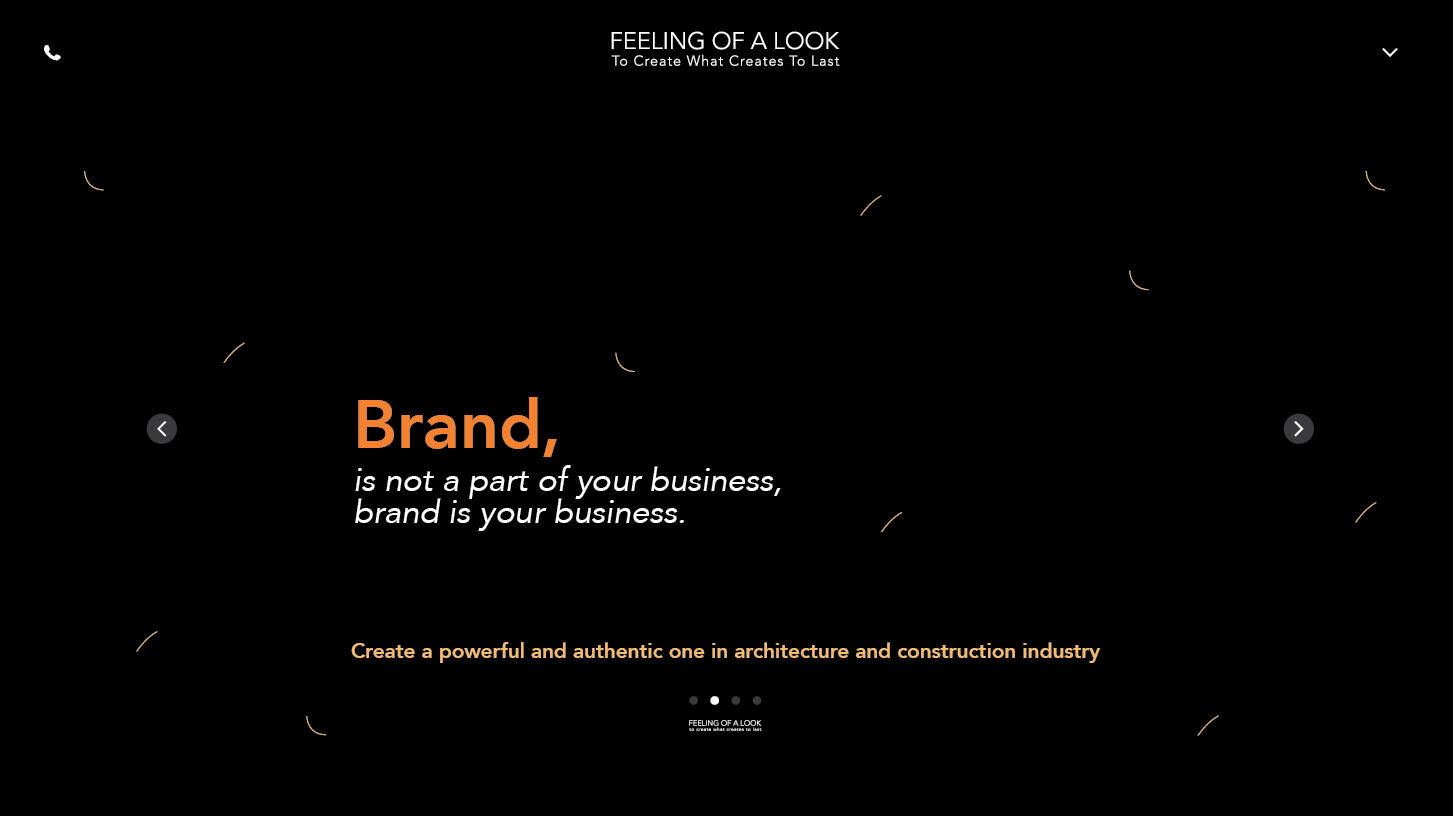 FEELING OF A LOOK
To Create What Creates To Last
Brand,
is not a part of your business,
brand is your business.
Create a powerful and authentic one in architecture and construction industry
FEELING OF A LOOK
to create what creates to last